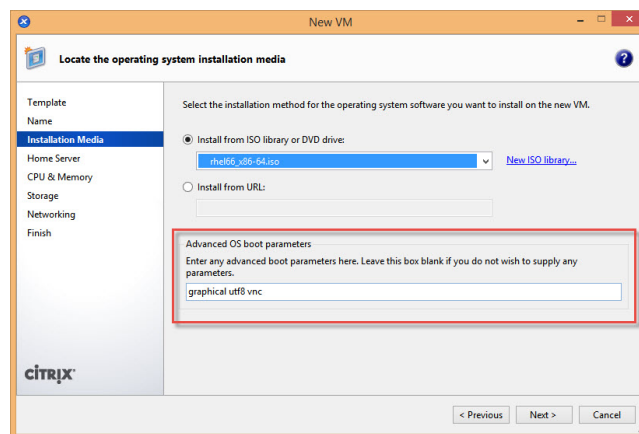 New VM
Locate the operating system installation media
Template
Name
Installation Media
Home Server
CPU & Memory
Storage
Networking
Finish
Select the installation method for the operating system software you want to install on the new VM.
Install from ISO library or DVD drive:
rhel66_x86-64.iso
New ISO library...
Install from URL:
Advanced OS boot parameters
Enter any advanced boot parameters here. Leave this box blank if you do not wish to supply any
parameters.
graphical utf8 vnc
CITRIX
< Previous
Next >
Cancel